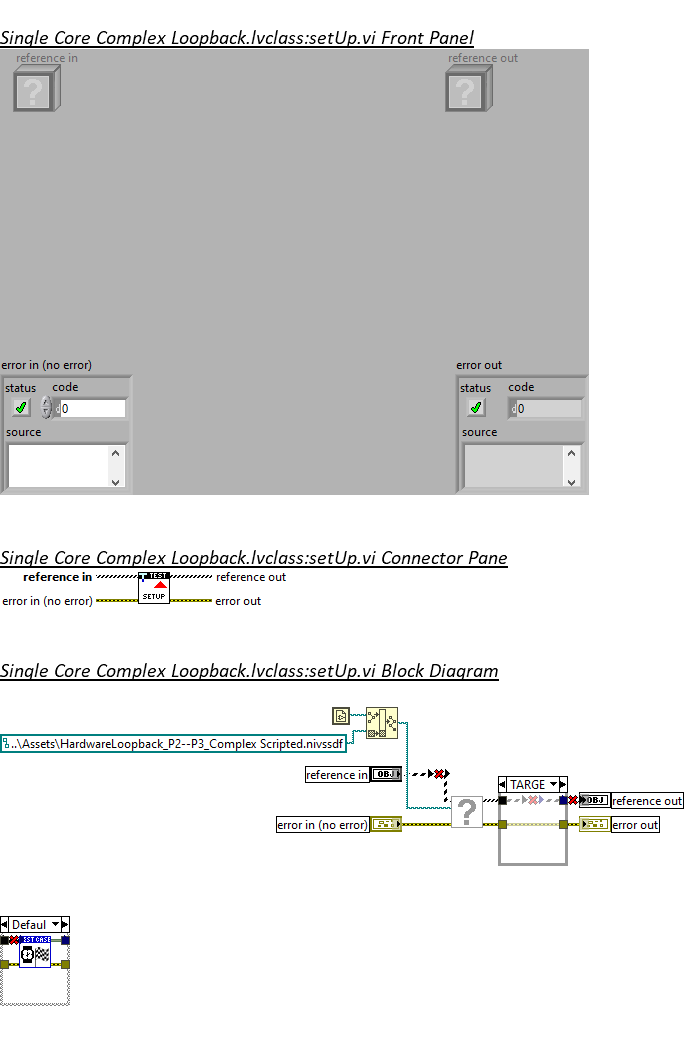 Single Core Complex Loopback.lvclass:setUp.vi Front Panel
reference in
reference out
?
?
error in (no error)
error out
status code
status code
d 0
d 0
source
source
Single Core Complex Loopback.lvclass:setUp.vi Connector Pane
reference in
TEST
reference out
error in (no error)
SETUP
error out
Single Core Complex Loopback.lvclass:setUp.vi Block Diagram
..\Assets\HardwareLoopback_P2--P3_Complex Scripted.nivssdf
reference in
OBJ
TARGE
?
OBJ
reference out
error in (no error)
error out
Defaul
EST CASE